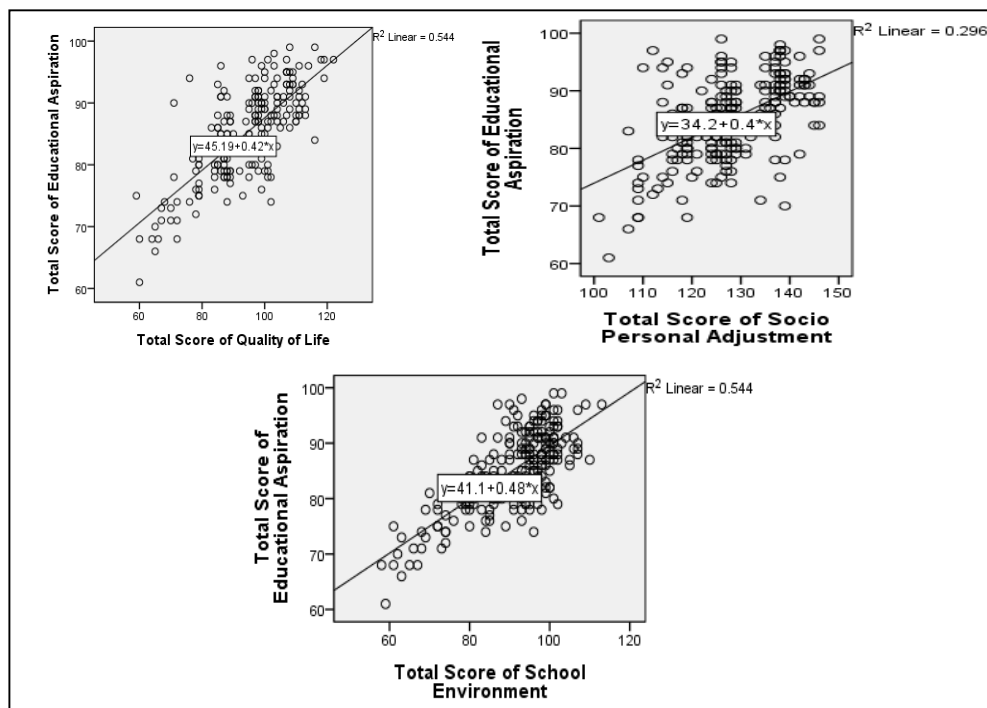 R² Linear = 0.544
Total Score of Educational Aspiration
100
90
80
70
60
y=45.19+0.42*x
60 80 100 120
Total Score of Quality of Life
R² Linear = 0.296
Total Score of Educational
Aspiration
100
90
80
70
60
y=34.2+0.4*x
100 110 120 130 140 150
Total Score of Socio
Personal Adjustment
R² Linear = 0.544
Total Score of
Educational Aspiration
100
90
80
70
60
y=41.1+0.48*x
60 80 100 120
Total Score of School
Environment